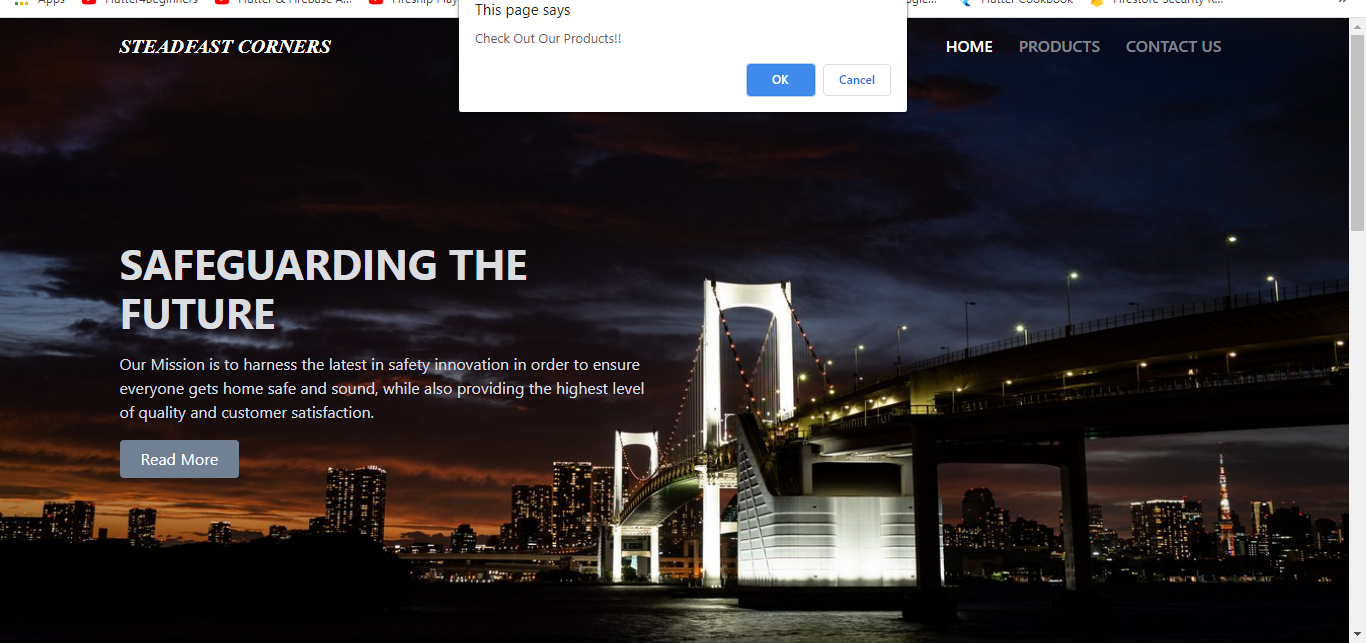 Apps Flutter4Beginners Flutter & Firebase A... Flutter Cookbook Firestore Security R...
This page says
Check Out Our Products!!
OK Cancel
STEADFAST CORNERS
HOME PRODUCTS CONTACT US
SAFEGUARDING THE
FUTURE
Our Mission is to harness the latest in safety innovation in order to ensure
everyone gets home safe and sound, while also providing the highest level
of quality and customer satisfaction.
Read More